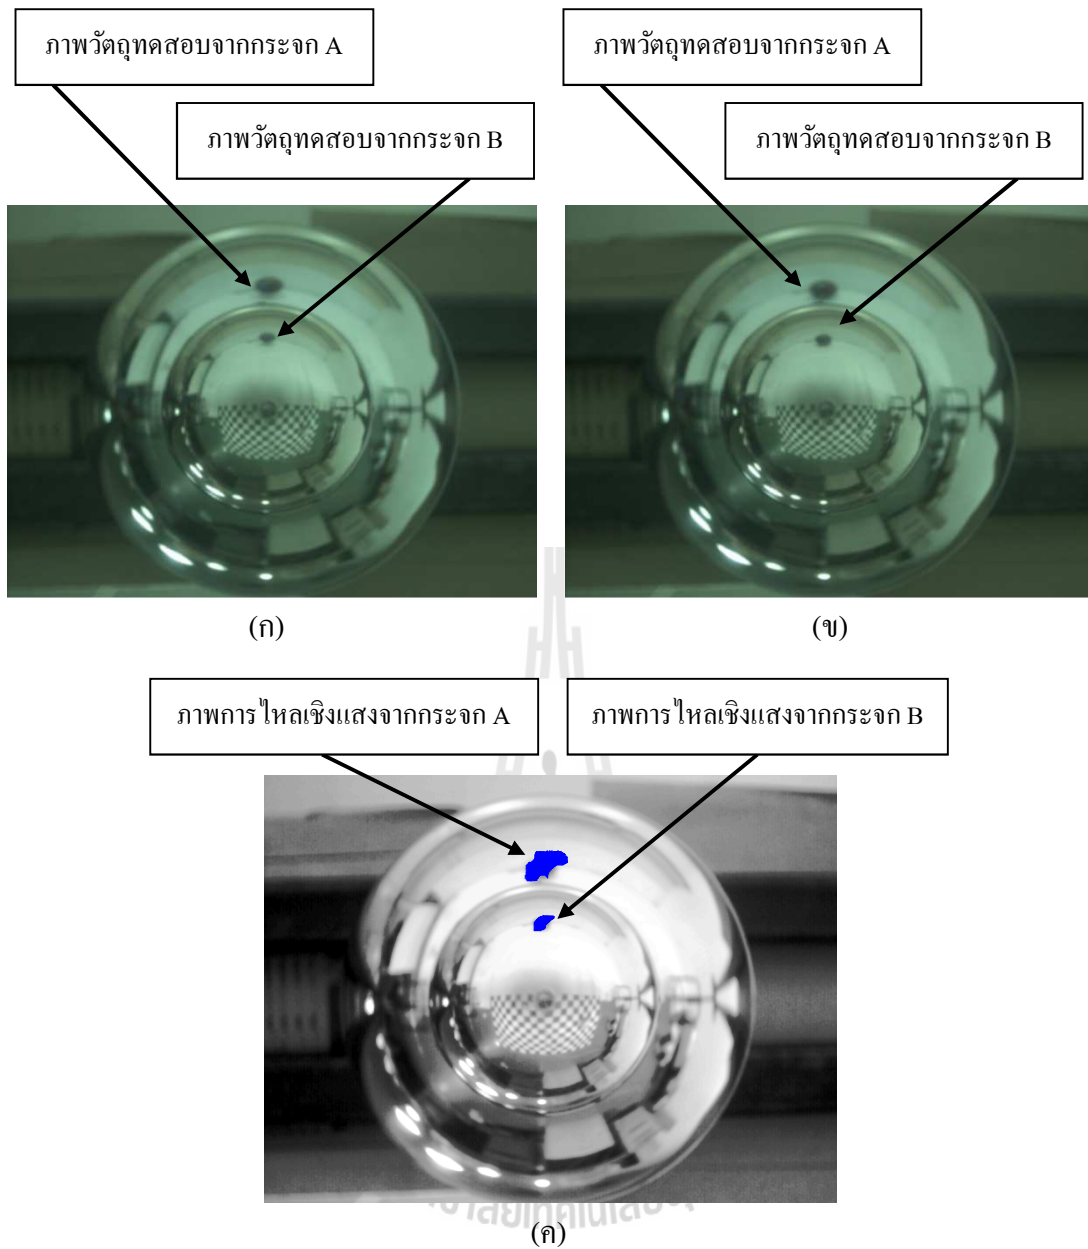 ภาพวัตถุทดสอบจากกระจก A
ภาพวัตถุทดสอบจากกระจก A
ภาพวัตถุทดสอบจากกระจก B
ภาพวัตถุทดสอบจากกระจก B
(ก)
(ข)
ภาพการไหลเชิงแสงจากกระจก A
ภาพการไหลเชิงแสงจากกระจก B
(ค)